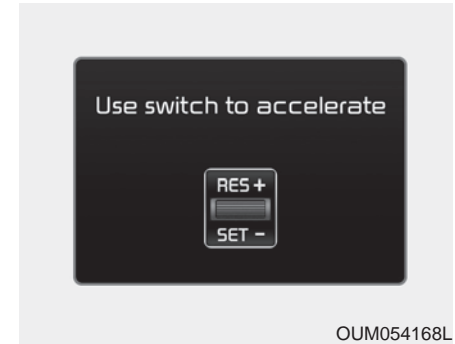 Use switch to accelerate
RES +
SET -
OUM054168L